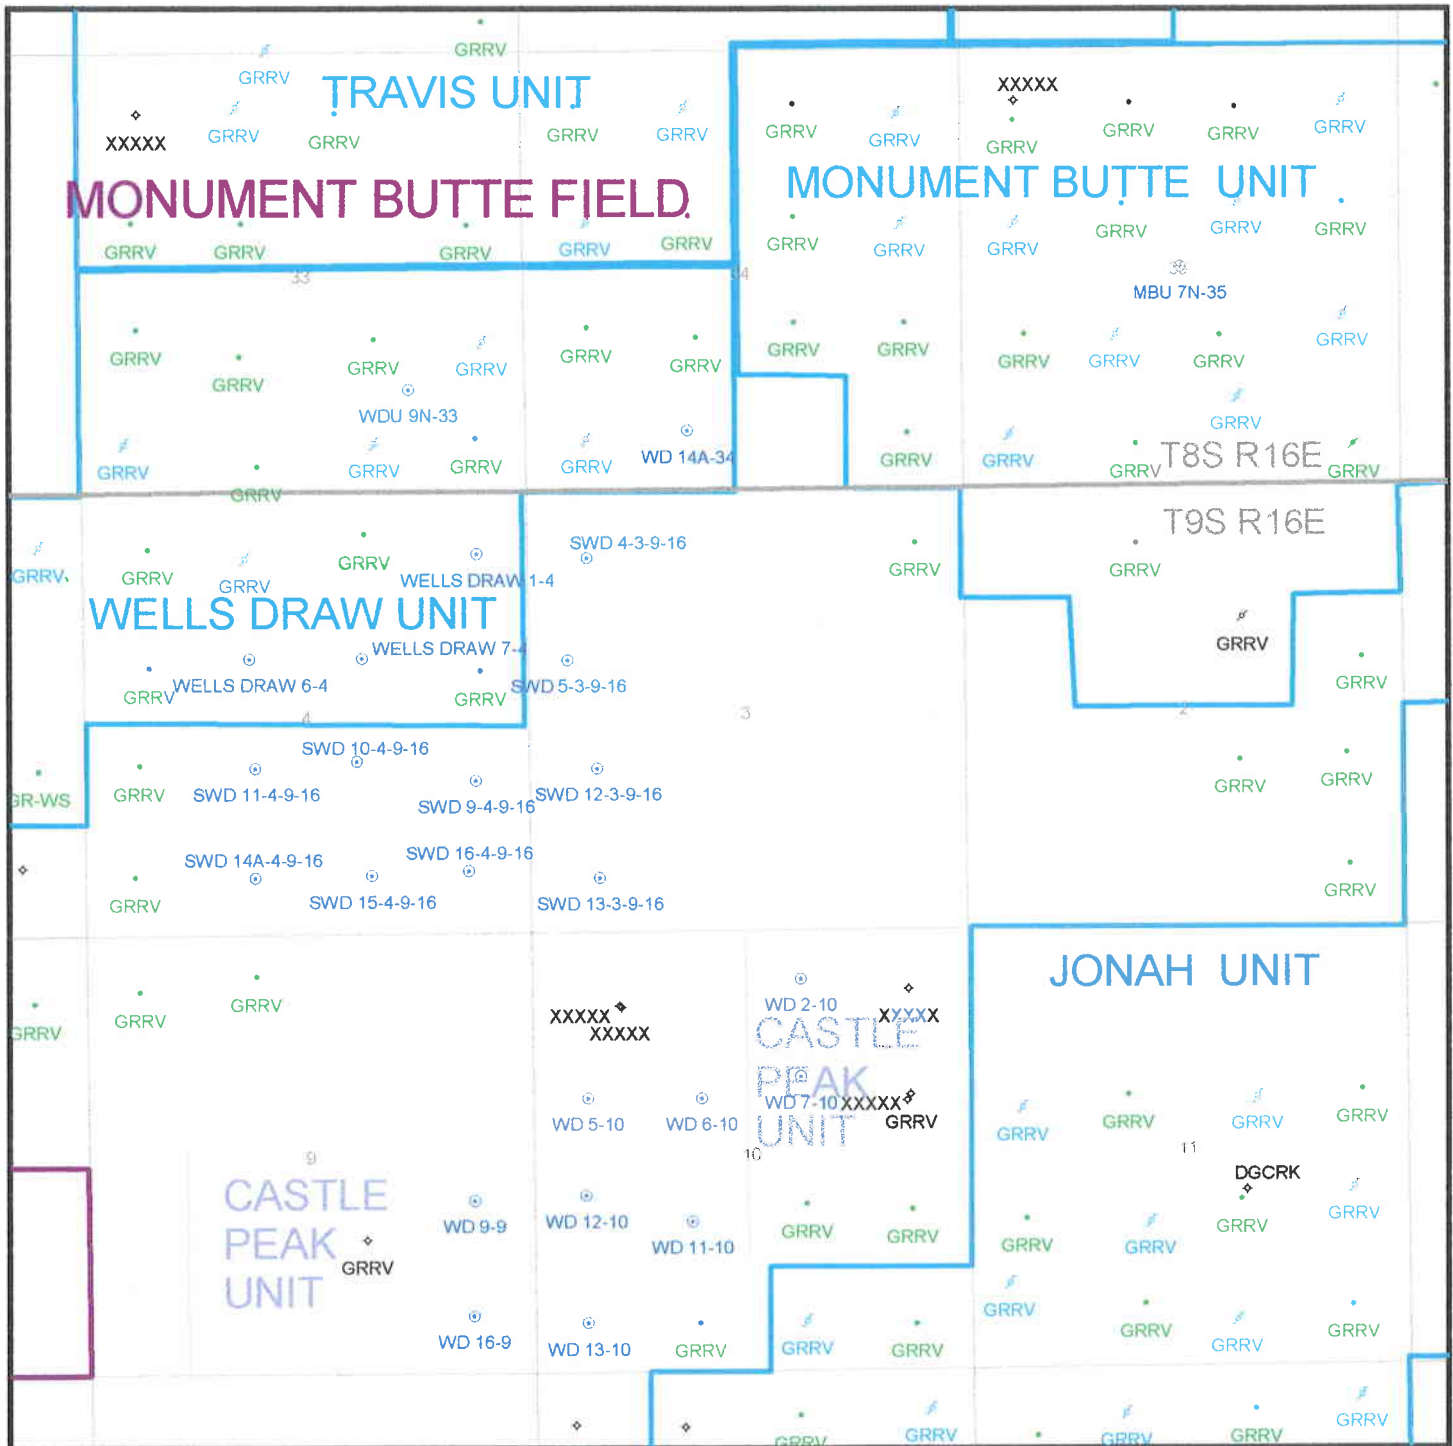 GRRV
GRRV
TRAVIS UNIT
XXXXX
XXXXX
GRRV
GRRV
GRRV
GRRV
GRRV
GRRV
GRRV
GRRV
GRRV
GRRV
MONUMENT BUTTE FIELD
MONUMENT BUTTE UNIT
GRRV
GRRV
GRRV
GRRV
GRRV
GRRV
GRRV
GRRV
GRRV
GRRV
GRRV
33
MBU 7N-35
GRRV
GRRV
GRRV
GRRV
GRRV
GRRV
GRRV
GRRV
GRRV
GRRV
GRRV
GRRV
WDU 9N-33
GRRV
GRRV
GRRV
GRRV
GRRV
WD 14A-34
GRRV
GRRV
GRRV
T8S R16E
GRRV
GRRV
T9S R16E
GRRV
GRRV
GRRV
GRRV
WELLS DRAW 1-4
SWD 4-3-9-16
GRRV
GRRV
WELLS DRAW UNIT
GRRV
WELLS DRAW 7-4
GRRV
WELLS DRAW 6-4
GRRV
SWD 5-3-9-16
GRRV
4
3
2
SWD 10-4-9-16
GR-WS
GRRV
SWD 11-4-9-16
SWD 9-4-9-16
SWD 12-3-9-16
GRRV
GRRV
SWD 14A-4-9-16
SWD 16-4-9-16
GRRV
SWD 15-4-9-16
SWD 13-3-9-16
GRRV
JONAH UNIT
GRRV
GRRV
GRRV
XXXXX
XXXXX
WD 2-10
XXXXX
CASTLE
PEAK
UNIT
WD 7-10
XXXXX
GRRV
WD 5-10
WD 6-10
GRRV
GRRV
GRRV
GRRV
9
10
11
DGCRK
CASTLE
PEAK
UNIT
GRRV
WD 9-9
WD 12-10
WD 11-10
GRRV
GRRV
GRRV
GRRV
GRRV
GRRV
GRRV
WD 16-9
WD 13-10
GRRV
GRRV
GRRV
GRRV
GRRV
GRRV
GRRV
GRRV
GRRV
GRRV
GRRV